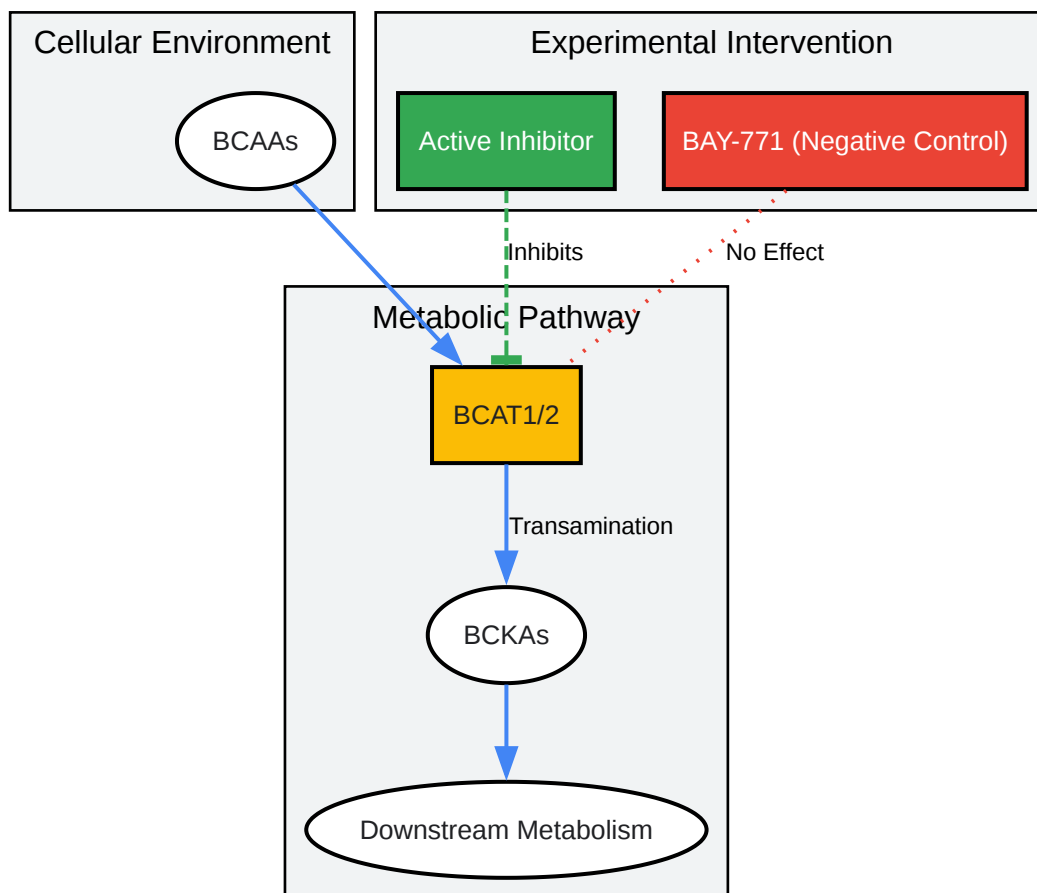 Cellular Environment
Experimental Intervention
BCAAs
Active Inhibitor
BAY-771 (Negative Control)
Inhibits
No Effect
Metabolic Pathway
BCAT1/2
Transamination
BCKAs
Downstream Metabolism